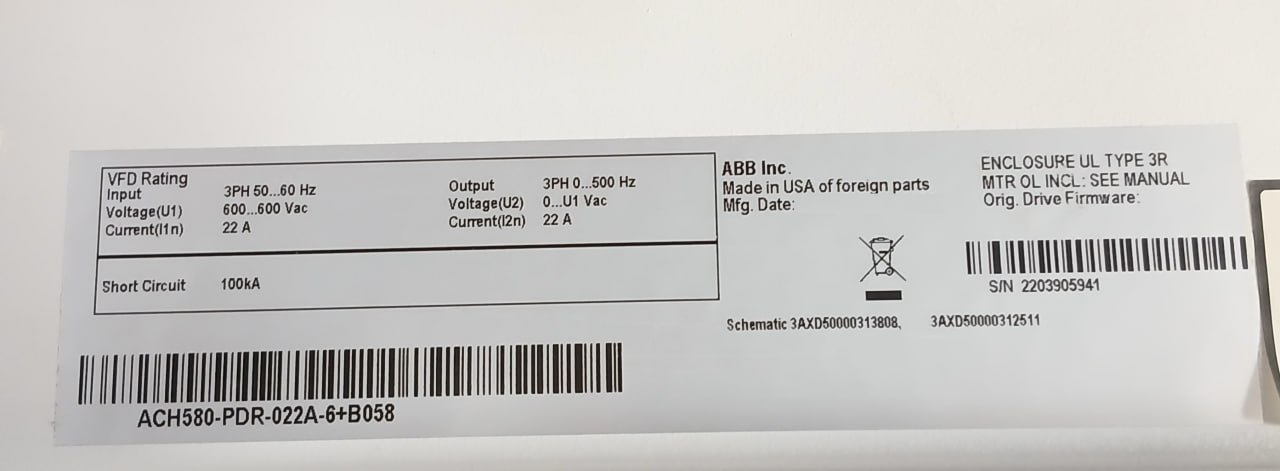 VFD Rating
Input 3PH 50...60 Hz Output 3PH 0...500 Hz
Voltage(U1) 600...600 Vac Voltage(U2) 0...U1 Vac
Current(I1n) 22 A Current(I2n) 22 A
Short Circuit 100kA
ABB Inc.
Made in USA of foreign parts
Mfg. Date:
ENCLOSURE UL TYPE 3R
MTR OL INCL: SEE MANUAL
Orig. Drive Firmware:
S/N 2203905941
Schematic 3AXD50000313808, 3AXD50000312511
ACH580-PDR-022A-6+B058